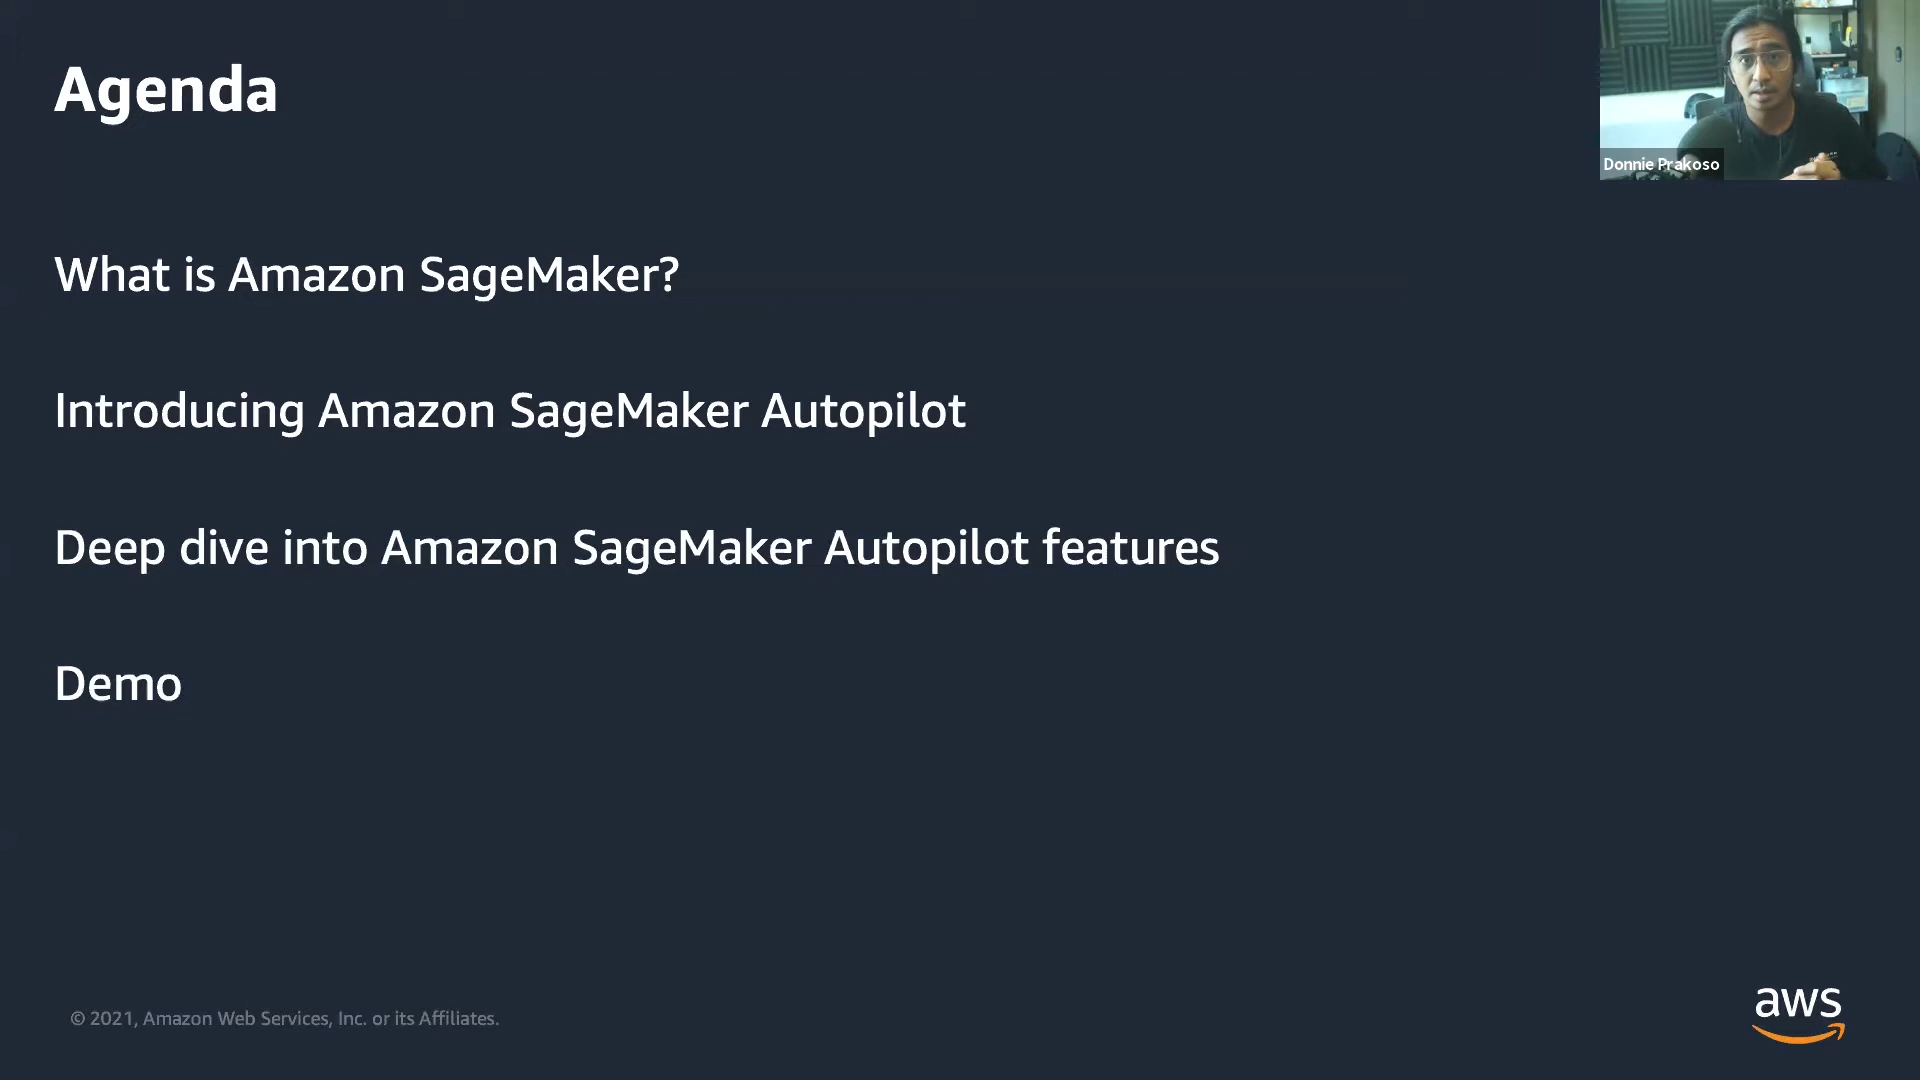 Agenda
Donnie Prakoso
What is Amazon SageMaker?
Introducing Amazon SageMaker Autopilot
Deep dive into Amazon SageMaker Autopilot features
Demo
© 2021, Amazon Web Services, Inc. or its Affiliates.
aws